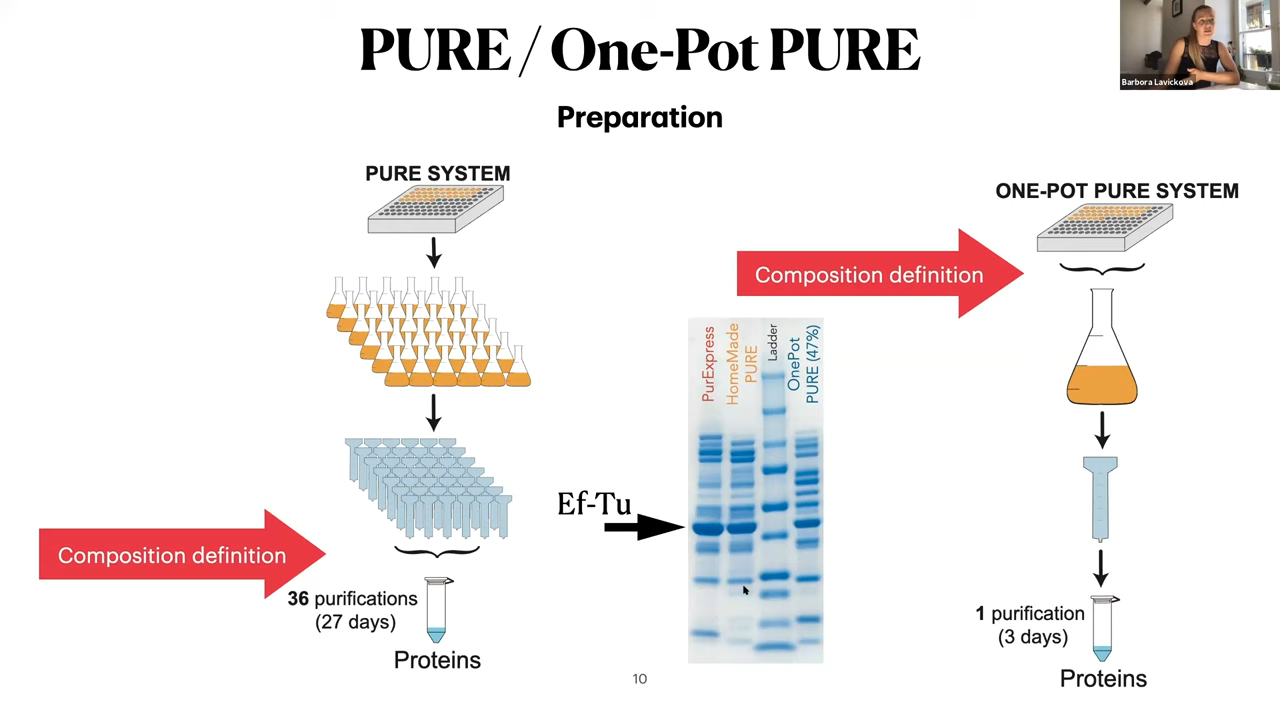 PURE / One-Pot PURE
Barbora Lavickova
Preparation
PURE SYSTEM
Composition definition
36 purifications
(27 days)
Proteins
Ef-Tu
PurExpress
HomeMade
PURE
Ladder
OnePot
PURE (47%)
ONE-POT PURE SYSTEM
Composition definition
1 purification
(3 days)
Proteins
10